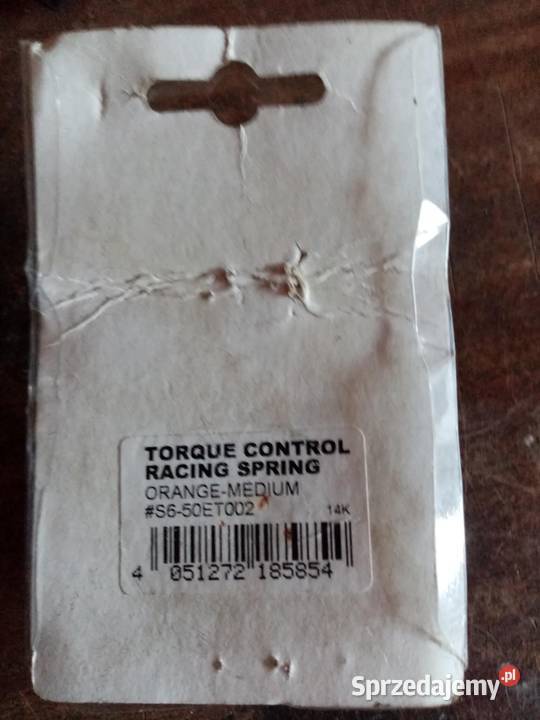 TORQUE CONTROL
RACING SPRING
ORANGE-MEDIUM
#S6-50ET002 14K
4 051272 185854
Sprzedajemy.pl